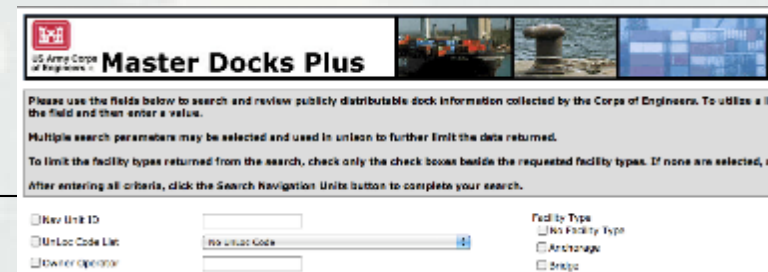 US Army Corps
of Engineers ®
Master Docks Plus
Please use the fields below to search and review publicly distributable dock information collected by the Corps of Engineers. To utilize a
the field and then enter a value.
Multiple search parameters may be selected and used in unison to further limit the data returned.
To limit the facility types returned from the search, check only the check boxes beside the requested facility types. If none are selected,
After entering all criteria, click the Search Navigation Units button to complete your search.
Nav Unit ID
UnLoc Code List
No UnLoc Code
Owner Operator
Facility Type
No Facility Type
Anchorage
Bridge